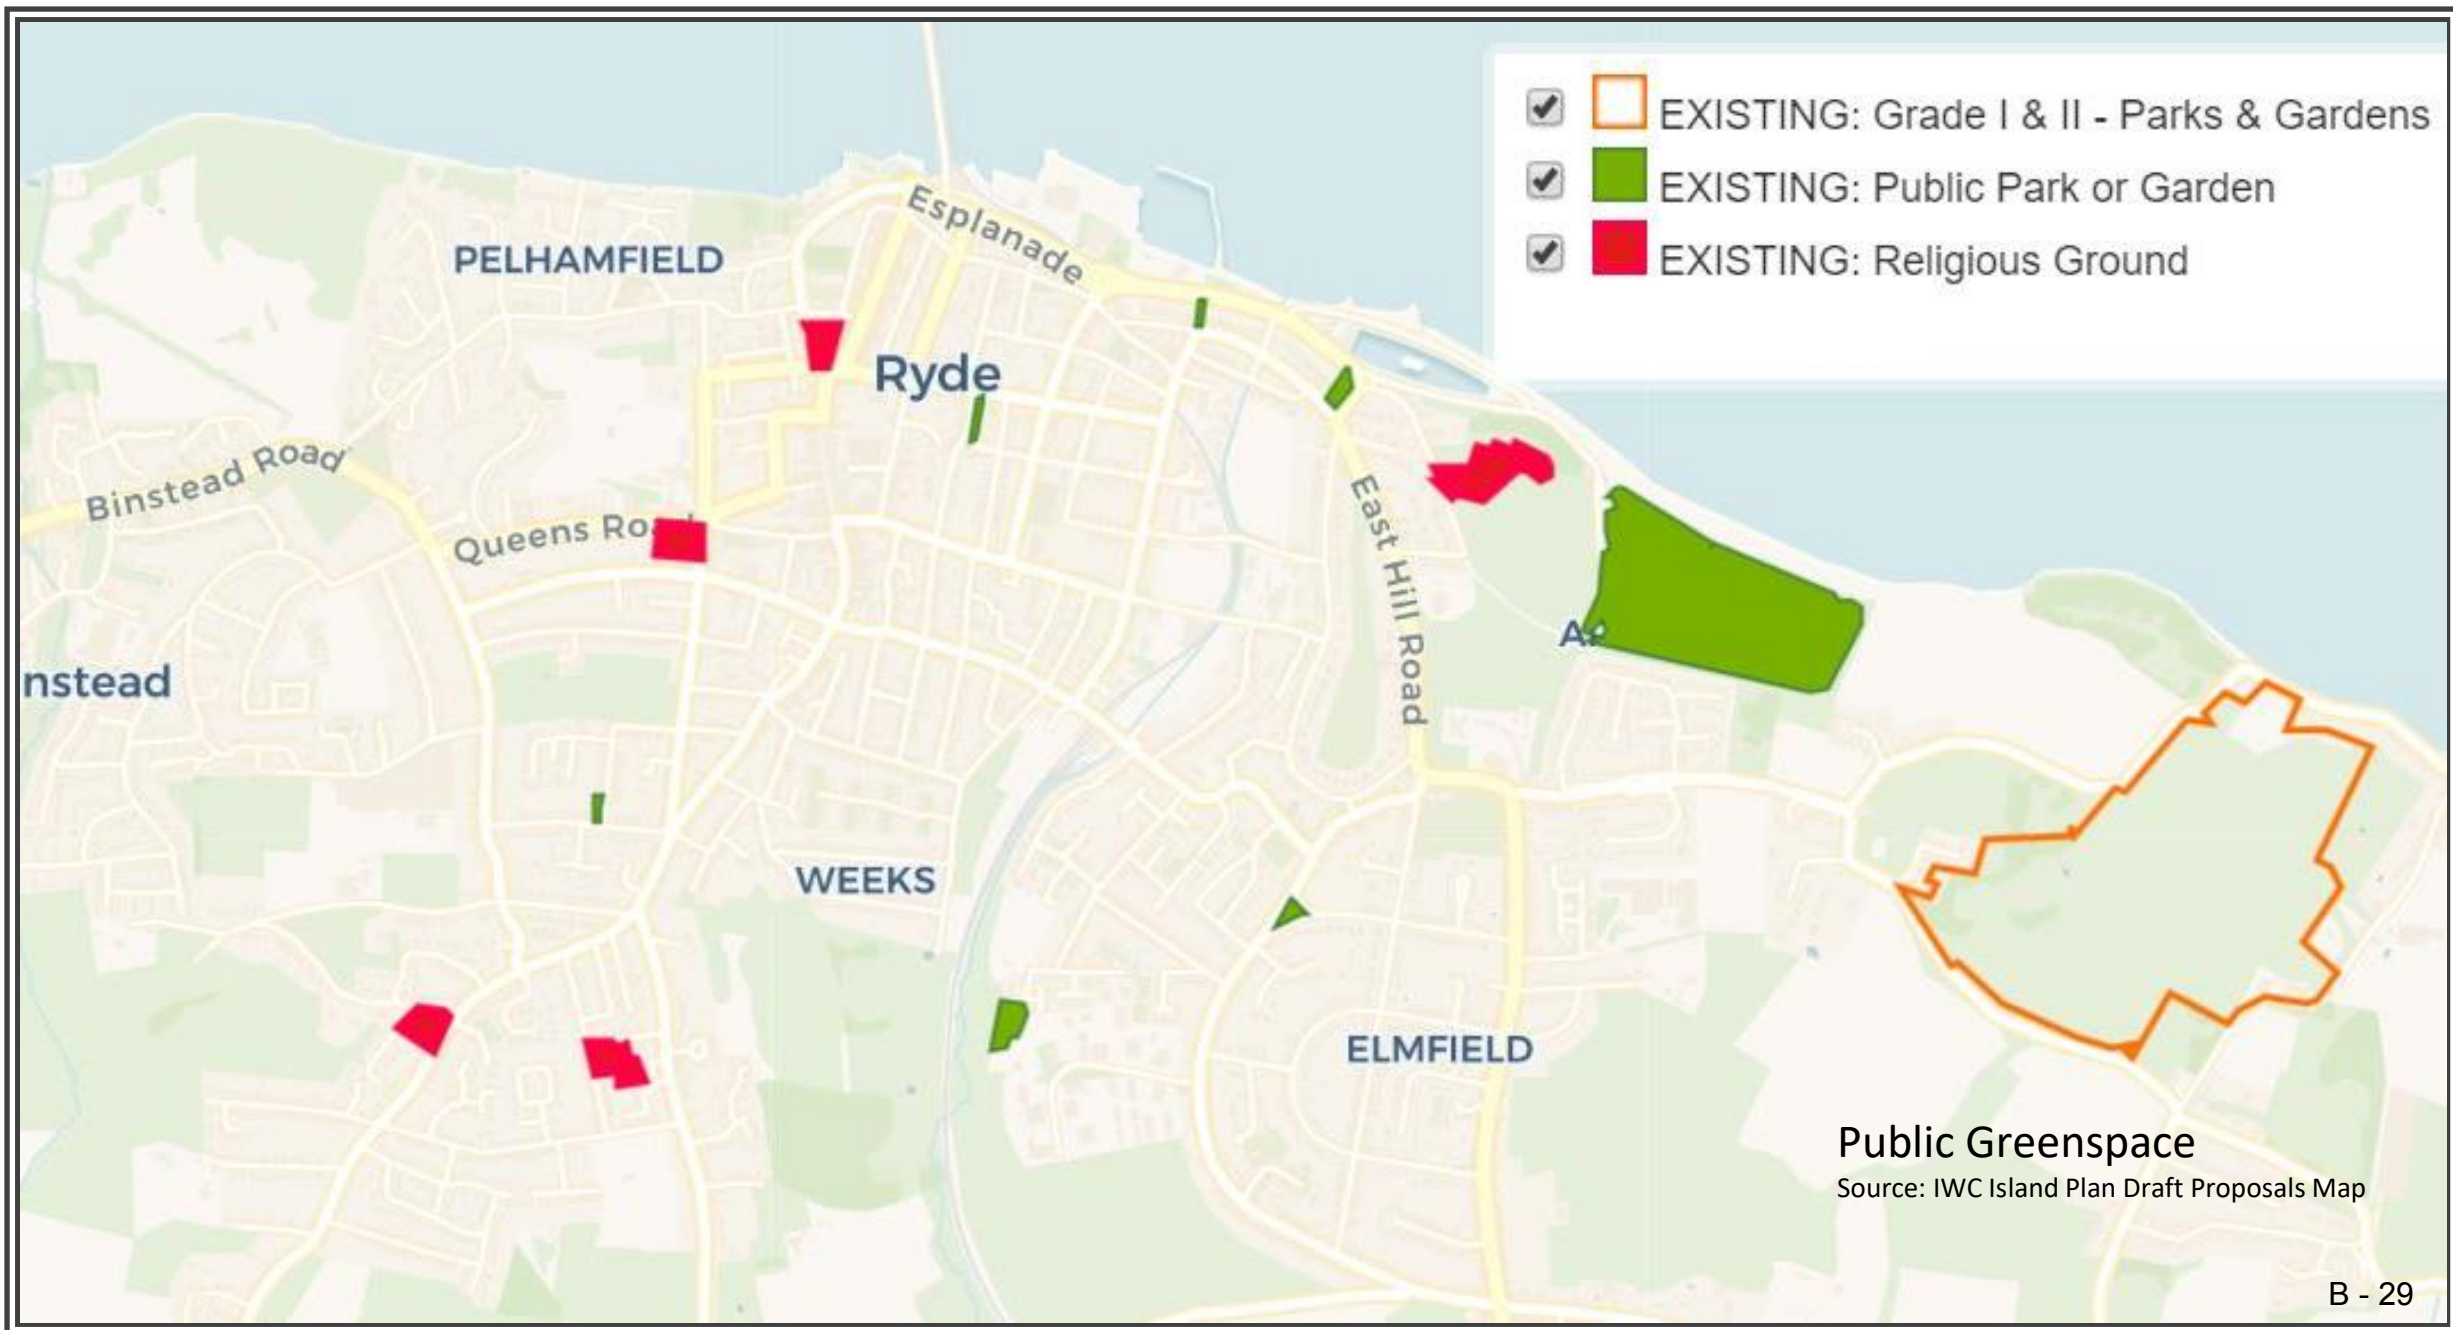 EXISTING: Grade I & II - Parks & Gardens
EXISTING: Public Park or Garden
EXISTING: Religious Ground
Esplanade
PELHAMFIELD
Ryde
Binstead Road
Queens Ro
East Hill Road
nstead
WEEKS
ELMFIELD
Public Greenspace
Source: IWC Island Plan Draft Proposals Map
B - 29